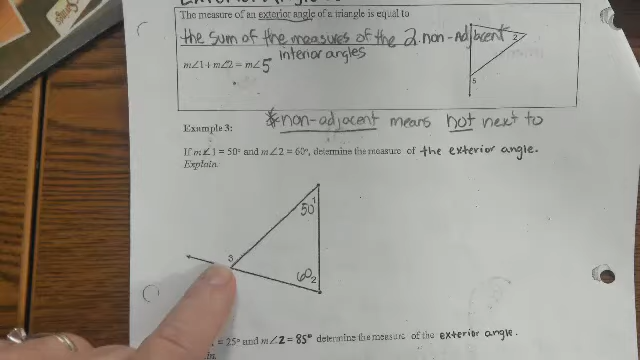 The measure of an exterior angle of a triangle is equal to
the sum of the measures of the 2 non-adjacent
interior angles
m∠1 + m∠2 = m∠5
2
5
*non-adjacent means not next to
Example 3:
If m∠1 = 50° and m∠2 = 60°, determine the measure of the exterior angle.
Explain.
50 1
3
60 2
= 25° and m∠2 = 85° determine the measure of the exterior angle.